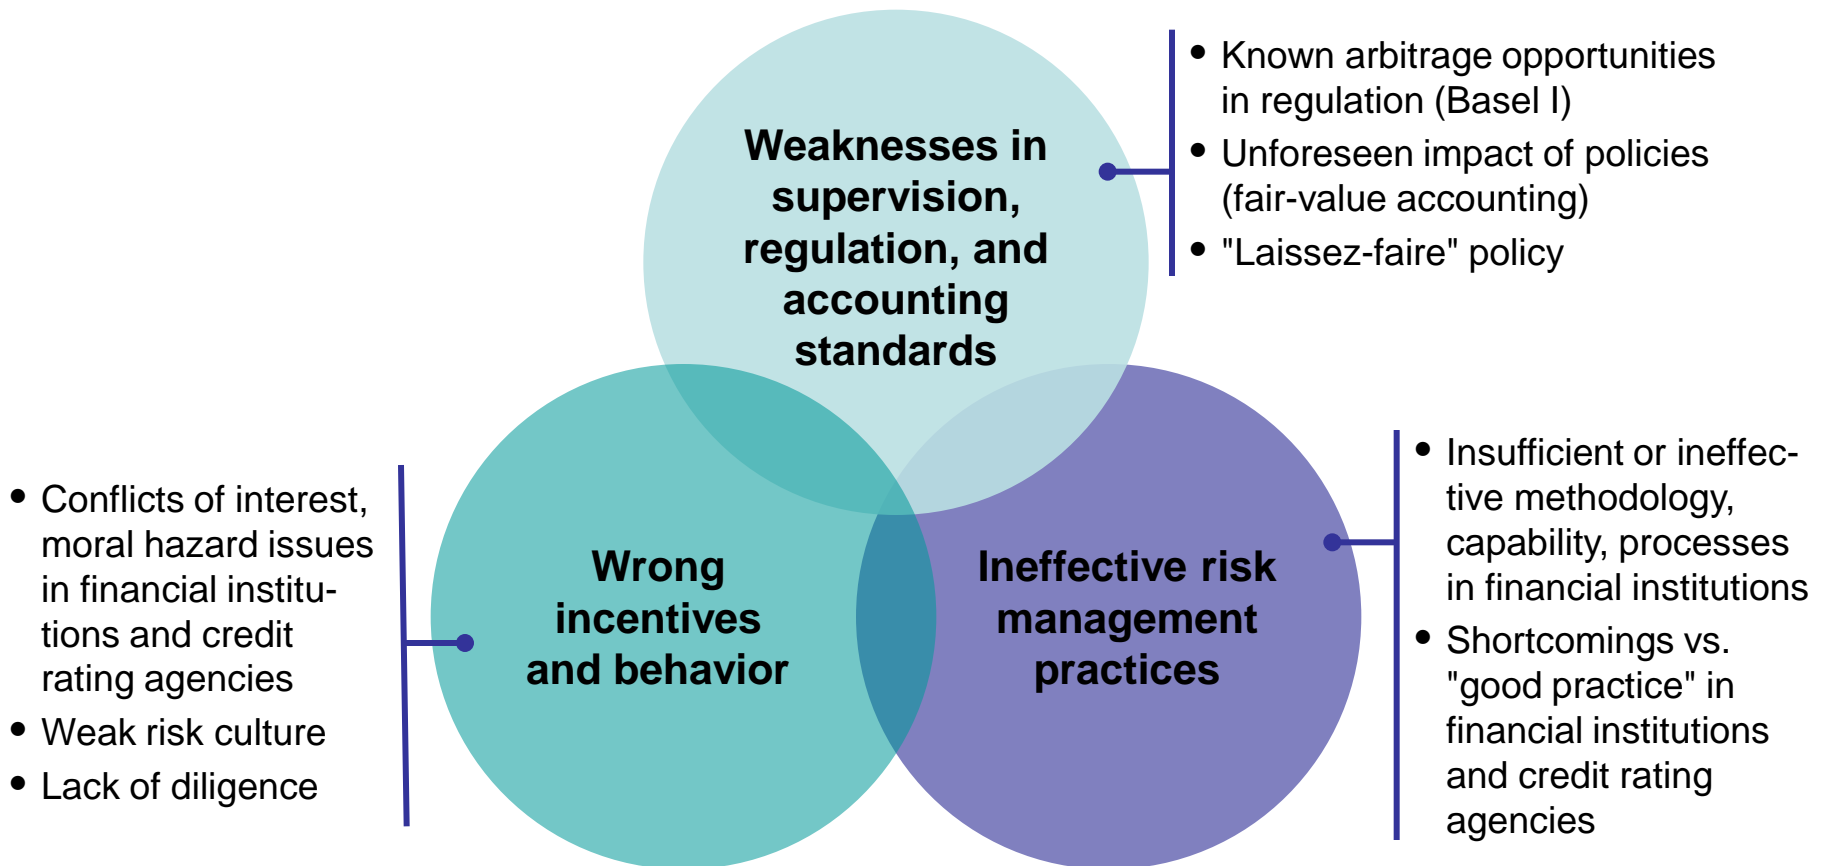 Weaknesses in
supervision,
regulation, and
accounting
standards
• Known arbitrage opportunities
in regulation (Basel I)
• Unforeseen impact of policies
(fair-value accounting)
• "Laissez-faire" policy
• Conflicts of interest,
moral hazard issues
in financial institu-
tions and credit
rating agencies
• Weak risk culture
• Lack of diligence
Wrong
incentives
and behavior
Ineffective risk
management
practices
• Insufficient or ineffec-
tive methodology,
capability, processes
in financial institutions
• Shortcomings vs.
"good practice" in
financial institutions
and credit rating
agencies